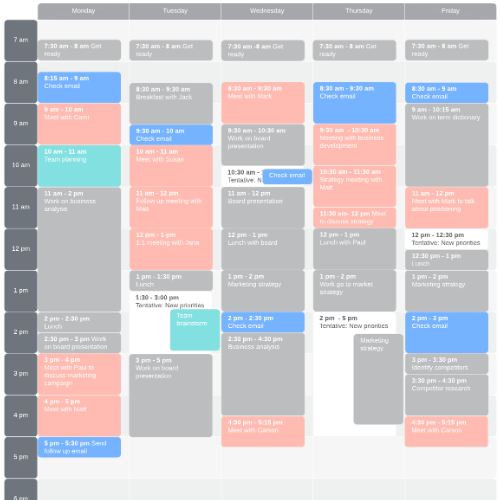 Monday
Tuesday
Wednesday
Thursday
Friday
7 am
8 am
9 am
10 am
11 am
12 pm
1 pm
2 pm
3 pm
4 pm
5 pm
6 pm
7:30 am - 8 am Get
ready
8:15 am - 9 am
Check email
9 am - 10 am
Meet with Carol
10 am - 11 am
Team planning
11 am - 2 pm
Work on business
analysis
2 pm - 2:30 pm
Lunch
2:30 pm - 3 pm Work
on board presentation
3 pm - 4 pm
Meet with Paul to
discuss marketing
campaign
4 pm - 5 pm
Meet with Matt
5 pm - 5:30 pm Send
follow up email
7:30 am - 8 am Get
ready
8:30 am - 9:30 am
Breakfast with Jack
9:30 am - 10 am
Check email
10 am - 11 am
Meet with Susan
11 am - 12 pm
Follow up meeting with
Matt
12 pm - 1 pm
1:1 meeting with Jane
1 pm - 1:30 pm
Lunch
1:30 - 3:00 pm
Tentative: New priorities
Team
brainstorm
3 pm - 5 pm
Work on board
presentation
7:30 am -8 am Get
ready
8:30 am - 9:30 am
Meet with Mark
9:30 am - 10:30 am
Work on board
presentation
10:30 am -
Tentative: N
Check email
11 am - 12 pm
Board presentation
12 pm - 1 pm
Lunch with board
1 pm - 2 pm
Marketing strategy
2 pm - 2:30 pm
Check email
2:30 pm - 4:30 pm
Business analysis
4:30 pm - 5:15 pm
Meet with Carson
7:30 am - 8 am Get
ready
8:30 am - 9:30 am
Check email
9:30 am - 10:30 am
Meeting with business
development
10:30 am - 11:30 am
Strategy meeting with
Matt
11:30 am- 12 pm Meet
to discuss strategy
12 pm - 1 pm
Lunch with Paul
1 pm - 2 pm
Work go to market
strategy
2 pm - 5 pm
Tentative: New priorities
Marketing
strategy
7:30 am - 8 am Get
ready
8:30 am - 9 am
Check email
9 am - 10:15 am
Work on term dictionary
11 am - 12 pm
Meet with Mark to talk
about positioning
12 pm - 12:30 pm
Tentative: New priorities
12:30 pm - 1 pm
Lunch
1 pm - 2 pm
Marketing strategy
2 pm - 3 pm
Check email
3 pm - 3:30 pm
Identify competitors
3:30 pm - 4:30 pm
Competitor research
4:30 pm - 5:15 pm
Meet with Carson